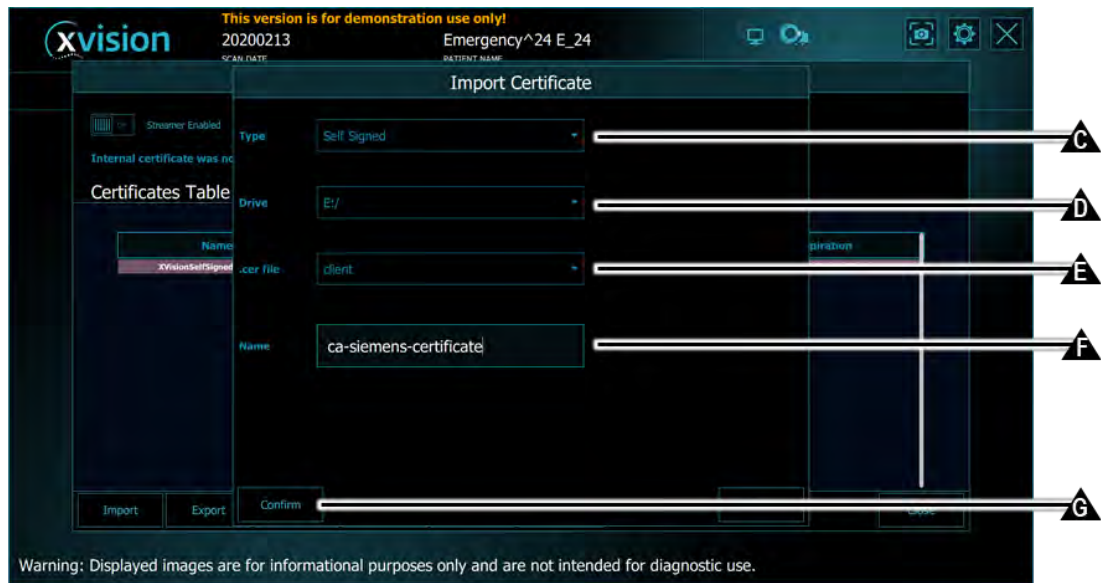 This version is for demonstration use only!
xvision
20200213
Emergency^24 E_24
SCAN DATE
PATIENT NAME
Import Certificate
Streamer Enabled
Type
Self Signed
C
Internal certificate was no
Certificates Table
Drive
E:/
D
Name
piration
XVisionSelfSigned
.cer file
client
E
Name
ca-siemens-certificate
F
Import
Export
Confirm
Close
G
Warning: Displayed images are for informational purposes only and are not intended for diagnostic use.